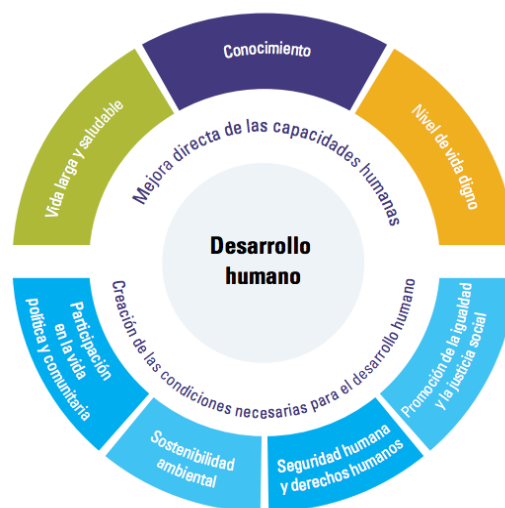 Conocimiento
Vida larga y saludable
Nivel de vida digno
Mejora directa de las capacidades humanas
Desarrollo
humano
Creación de las condiciones necesarias para el desarrollo humano
Participación
en la vida
política y comunitaria
Sostenibilidad
ambiental
Seguridad humana
y derechos humanos
Promoción de la igualdad
y la justicia social